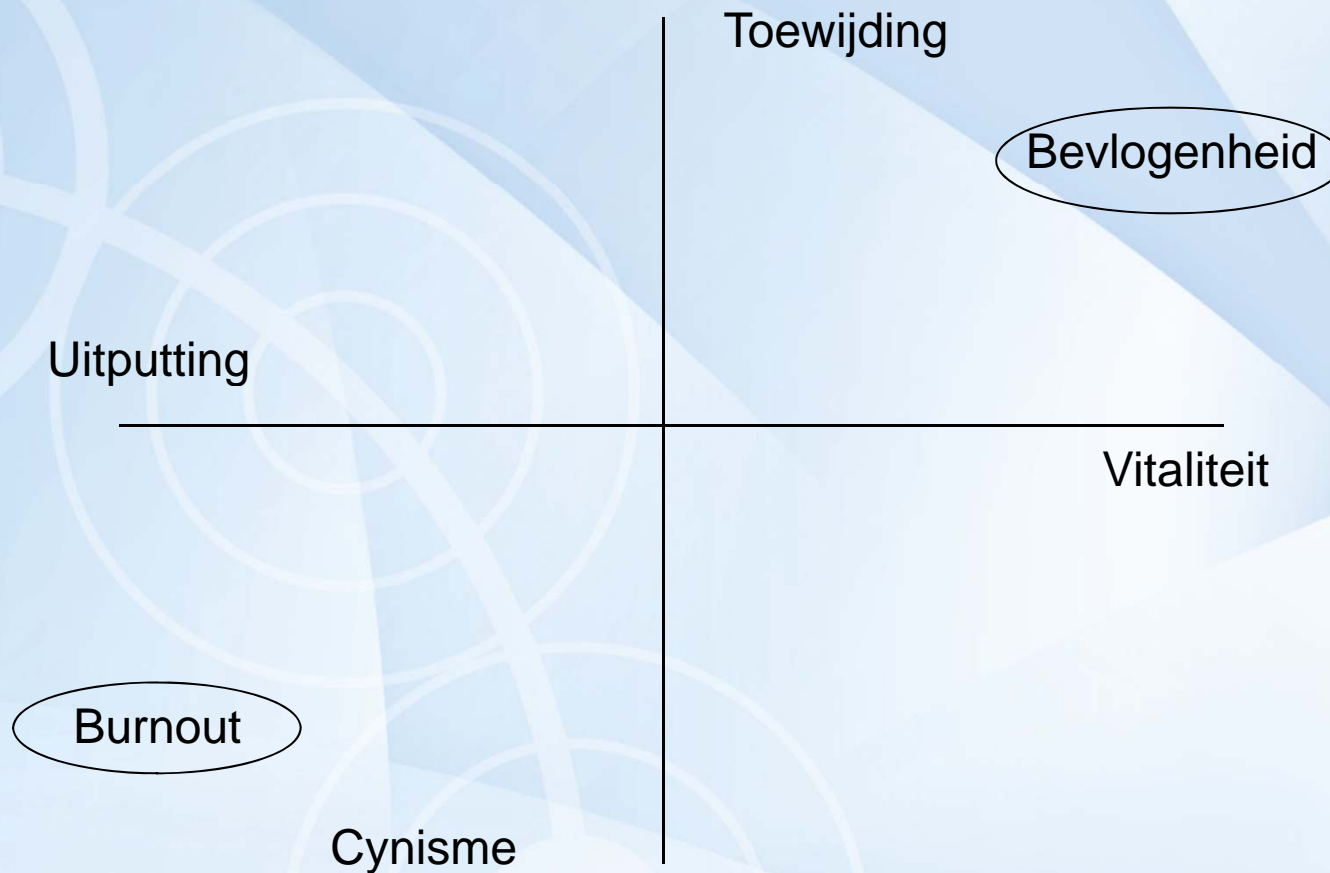 Toewijding
Bevlogenheid
Uitputting
Vitaliteit
Burnout
Cynisme